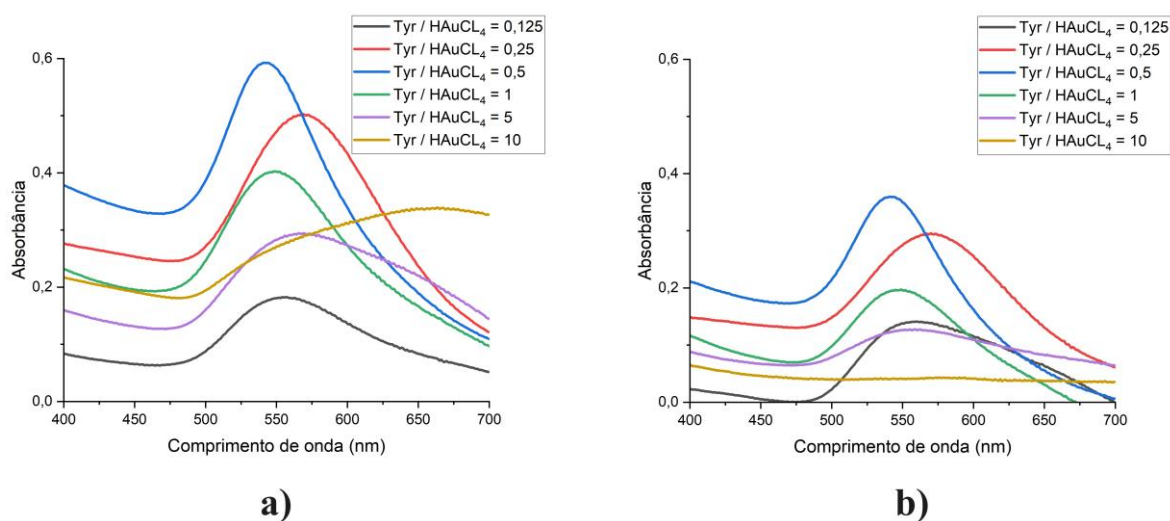 Tyr / HAuCL₄ = 0,125
Tyr / HAuCL₄ = 0,25
Tyr / HAuCL₄ = 0,5
Tyr / HAuCL₄ = 1
Tyr / HAuCL₄ = 5
Tyr / HAuCL₄ = 10
0,6
0,4
0,2
0,0
Absorbância
400 450 500 550 600 650 700
Comprimento de onda (nm)
a)
Tyr / HAuCL₄ = 0,125
Tyr / HAuCL₄ = 0,25
Tyr / HAuCL₄ = 0,5
Tyr / HAuCL₄ = 1
Tyr / HAuCL₄ = 5
Tyr / HAuCL₄ = 10
0,6
0,4
0,2
0,0
Absorbância
400 450 500 550 600 650 700
Comprimento de onda (nm)
b)